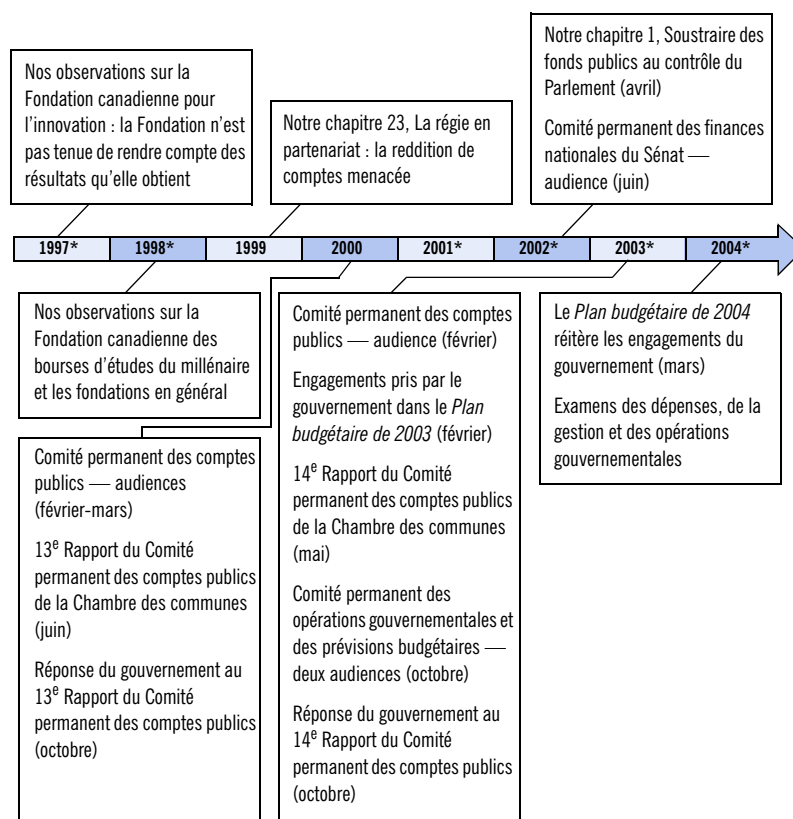 Nos observations sur la
Fondation canadienne pour
l'innovation : la Fondation n'est
pas tenue de rendre compte des
résultats qu'elle obtient
Notre chapitre 23, La régie en
partenariat : la reddition de
comptes menacée
Notre chapitre 1, Soustraire des
fonds publics au contrôle du
Parlement (avril)
Comité permanent des finances
nationales du Sénat —
audience (juin)
1997* 1998* 1999 2000 2001* 2002* 2003* 2004*
Nos observations sur la
Fondation canadienne des
bourses d'études du millénaire
et les fondations en général
Comité permanent des comptes
publics — audiences
(février-mars)
13e Rapport du Comité
permanent des comptes publics
de la Chambre des communes
(juin)
Réponse du gouvernement au
13e Rapport du Comité
permanent des comptes publics
(octobre)
Comité permanent des comptes
publics — audience (février)
Engagements pris par le
gouvernement dans le Plan
budgétaire de 2003 (février)
14e Rapport du Comité
permanent des comptes publics
de la Chambre des communes
(mai)
Comité permanent des
opérations gouvernementales et
des prévisions budgétaires —
deux audiences (octobre)
Réponse du gouvernement au
14e Rapport du Comité
permanent des comptes publics
(octobre)
Le Plan budgétaire de 2004
réitère les engagements du
gouvernement (mars)
Examens des dépenses, de la
gestion et des opérations
gouvernementales